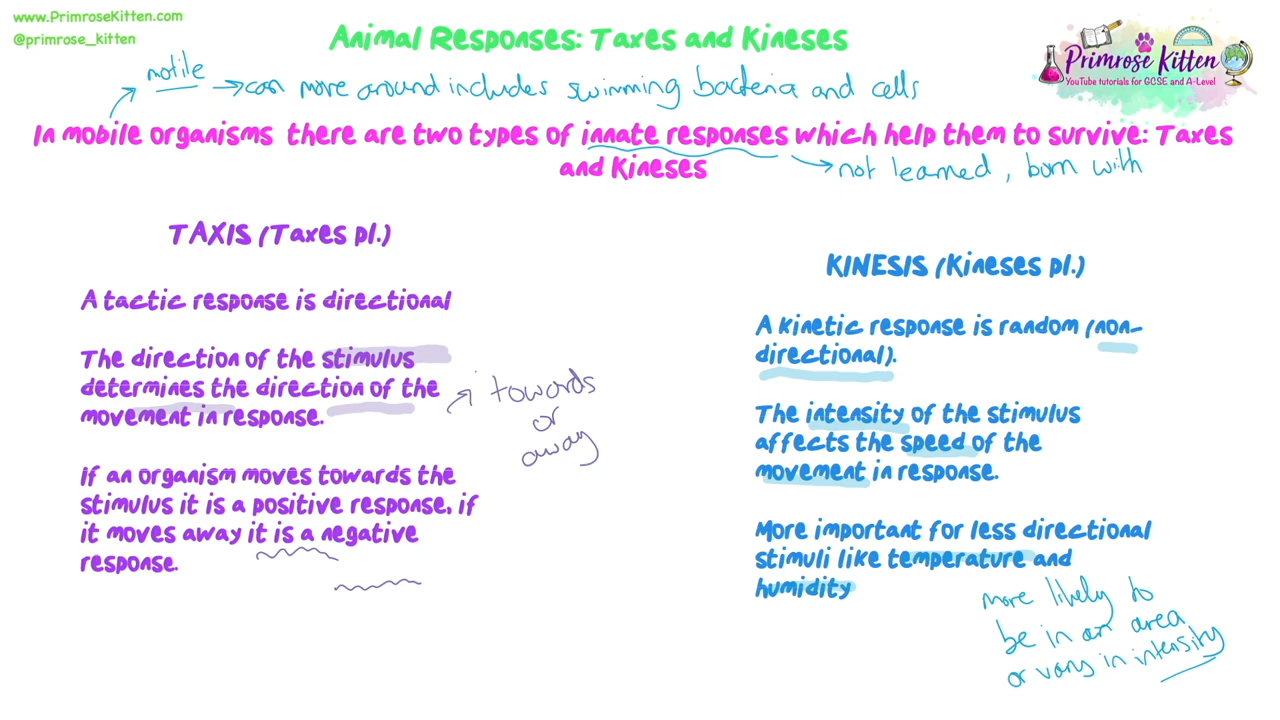 www.PrimroseKitten.com
@primrose_kitten
Animal Responses: Taxes and Kineses
Primrose Kitten
YouTube tutorials for GCSE and A-Level
motile → can move around includes swimming bacteria and cells
In mobile organisms there are two types of innate responses which help them to survive: Taxes
and Kineses
→ not learned, born with
TAXIS (Taxes pl.)
A tactic response is directional
The direction of the stimulus
determines the direction of the
movement in response.
towards
or
away
If an organism moves towards the
stimulus it is a positive response, if
it moves away it is a negative
response.
KINESIS (Kineses pl.)
A kinetic response is random (non-
directional).
The intensity of the stimulus
affects the speed of the
movement in response.
More important for less directional
stimuli like temperature and
humidity
more likely to
be in an area
or vary in intensity